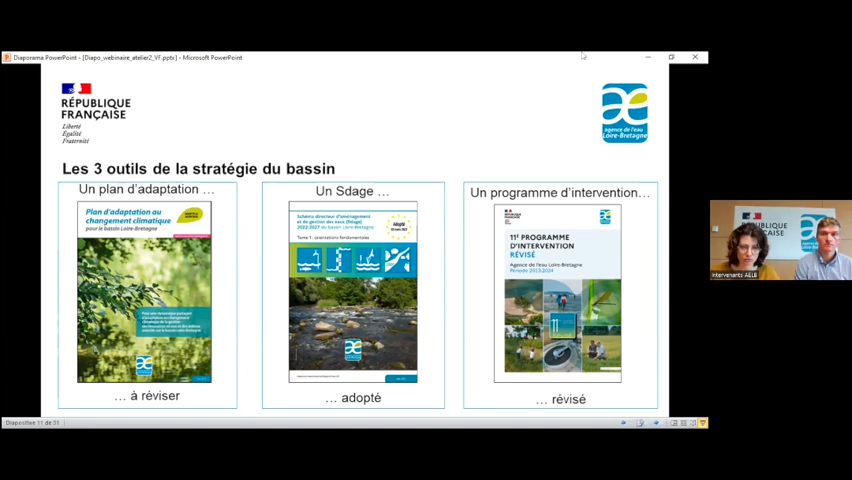 Diaporama PowerPoint - [Diapo_webinaire_atelier2_VF.pptx] - Microsoft PowerPoint
RÉPUBLIQUE
FRANÇAISE
Liberté
Égalité
Fraternité
agence de l'eau
Loire-Bretagne
Les 3 outils de la stratégie du bassin
Un plan d'adaptation …
Plan d'adaptation au
changement climatique
pour le bassin Loire-Bretagne
… à réviser
Un Sdage …
Schéma directeur d'aménagement
et de gestion des eaux (Sdage)
2022-2027 du bassin Loire-Bretagne
Tome 1 : orientations fondamentales
Adopté
… adopté
Un programme d'intervention…
11E PROGRAMME
D'INTERVENTION
RÉVISÉ
Agence de l'eau Loire-Bretagne
Période 2023-2024
… révisé
Intervenants AELB
Diapositive 11 de 31